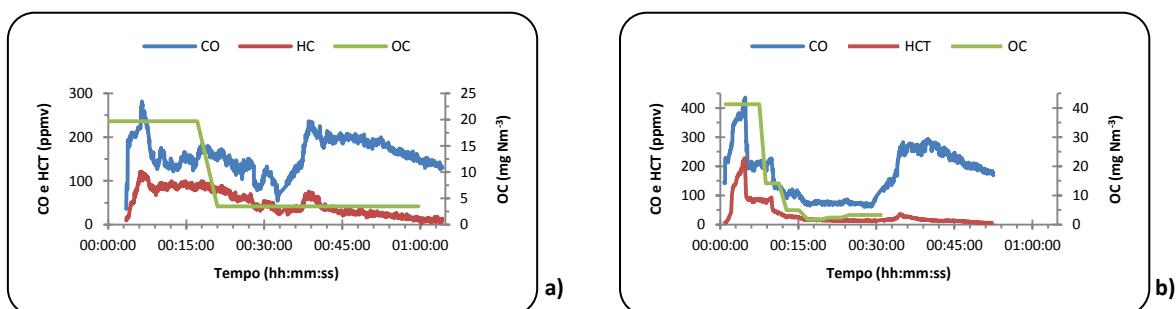 CO HC OC
300
250
200
150
100
50
0
CO e HCT (ppmv)
25
20
15
10
5
0
OC (mg Nm⁻³)
00:00:00 00:15:00 00:30:00 00:45:00 01:00:00
Tempo (hh:mm:ss)
a)
CO HCT OC
400
300
200
100
0
CO e HCT (ppmv)
40
30
20
10
0
OC (mg Nm⁻³)
00:00:00 00:15:00 00:30:00 00:45:00 01:00:00
Tempo (hh:mm:ss)
b)